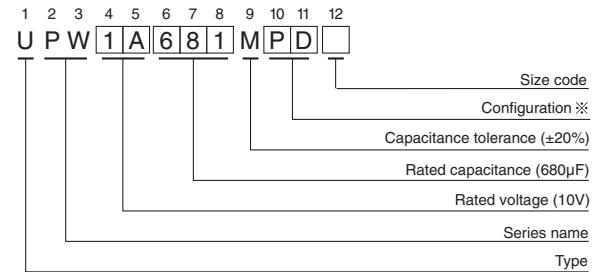 1 2 3 4 5 6 7 8 9 10 11 12
U P W 1 A 6 8 1 M P D
Size code
Configuration ※
Capacitance tolerance (±20%)
Rated capacitance (680µF)
Rated voltage (10V)
Series name
Type